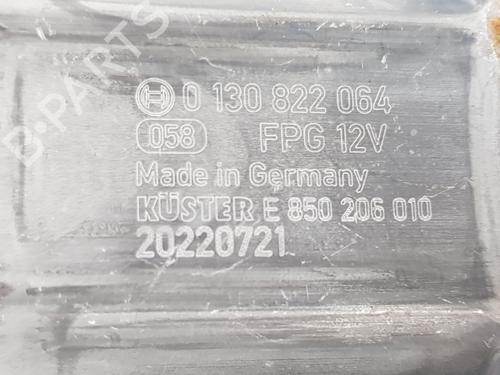 0 130 822 064
058 FPG 12V
Made in Germany
KÜSTER E 850 206 010
20220721
B-PARTS